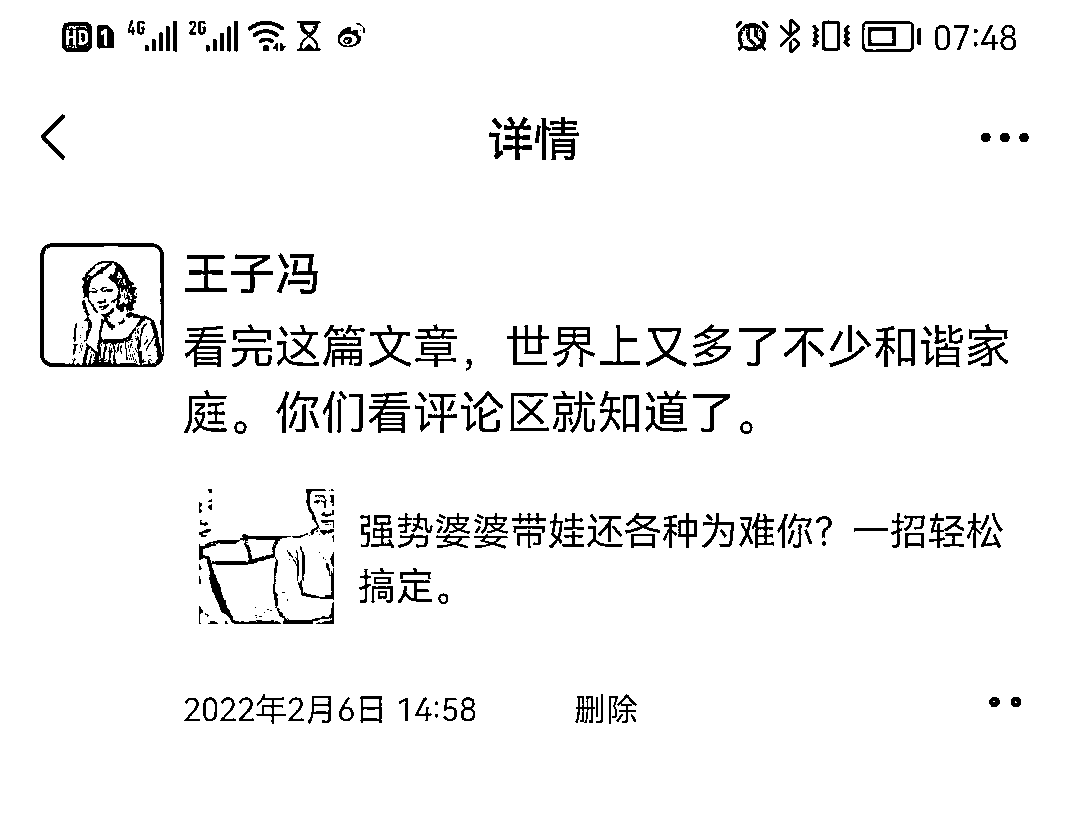 HD 1 4G 2G 07:48
详情
王子冯
看完这篇文章，世界上又多了不少和谐家
庭。你们看评论区就知道了。
强势婆婆带娃还各种为难你？一招轻松
搞定。
2022年2月6日 14:58 删除